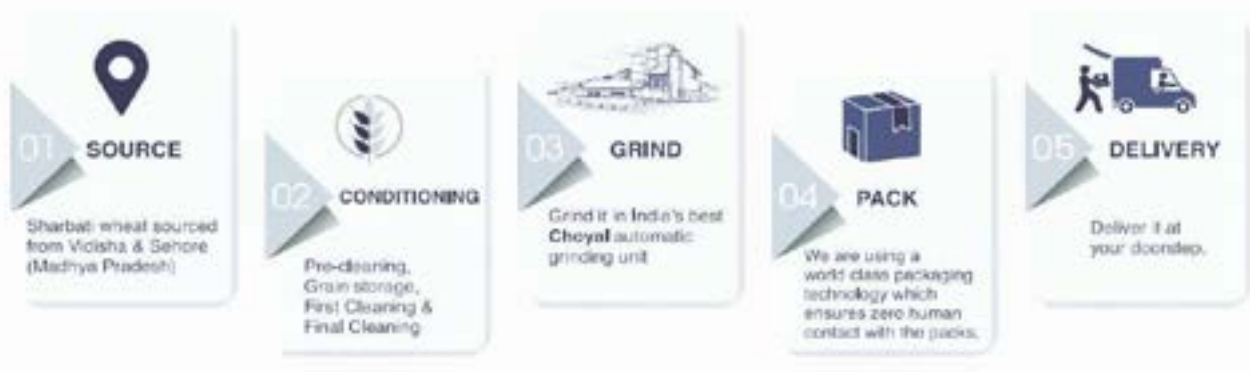 01
SOURCE
Sharbati wheat sourced
from Vidisha & Sehore
(Madhya Pradesh)
02
CONDITIONING
Pre-cleaning,
Grain storage,
First Cleaning &
Final Cleaning
03
GRIND
Grind it in India's best
Choyal automatic
grinding unit
04
PACK
We are using a
world class packaging
technology which
ensures zero human
contact with the packs.
05
DELIVERY
Deliver it at
your doorstep.